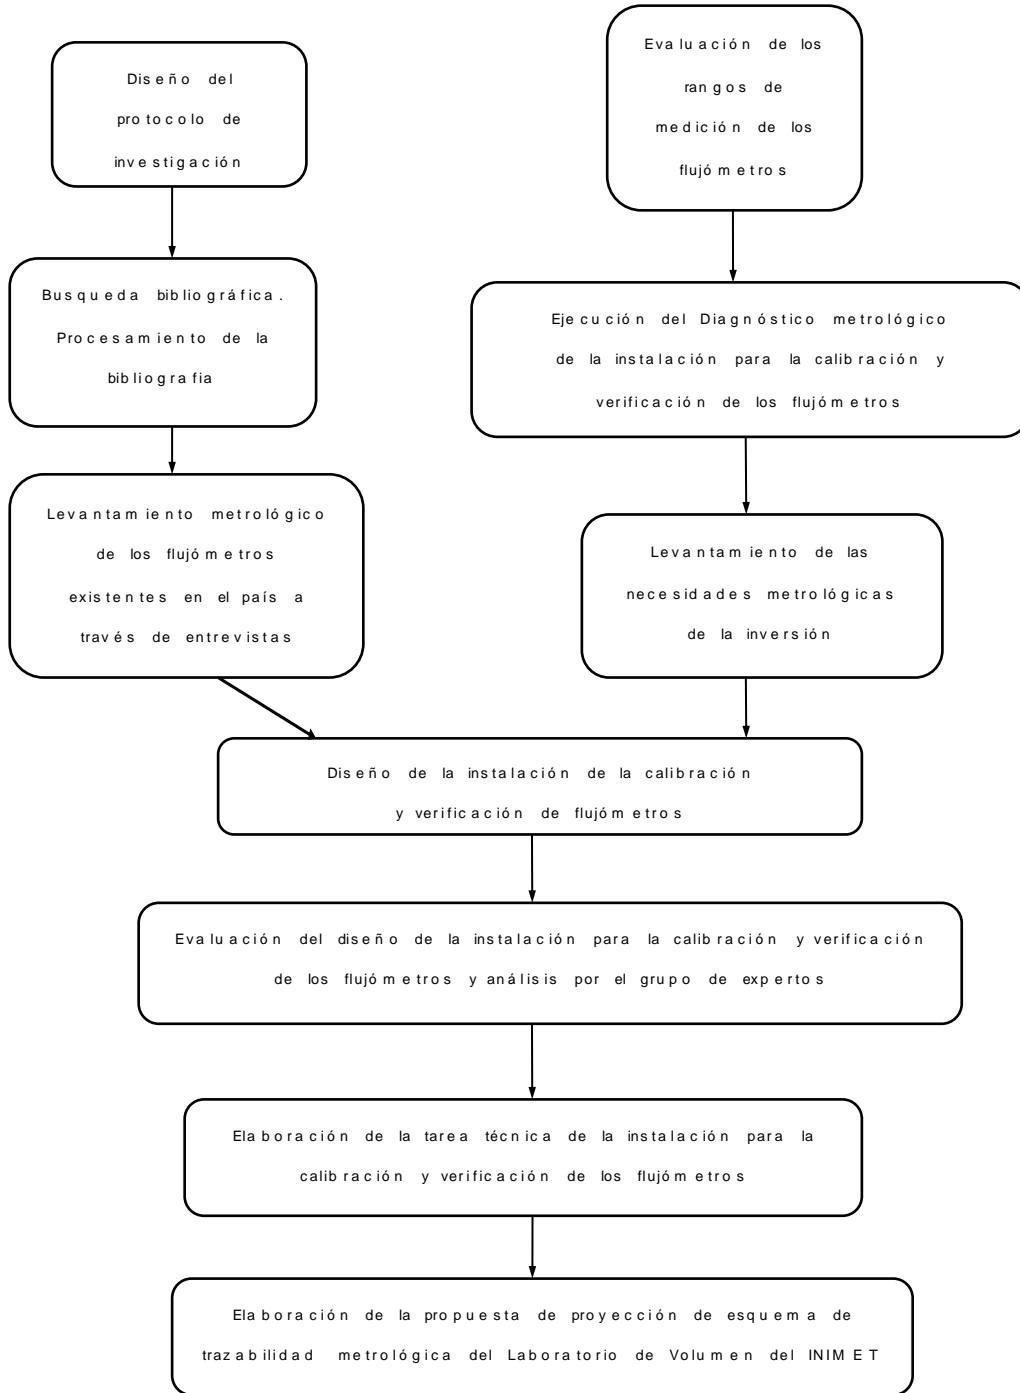 Diseño del
protocolo de
investigación
Busqueda bibliográfica.
Procesamiento de la
bibliografia
Levantamiento metrológico
de los flujómetros
existentes en el país a
través de entrevistas
Evaluación de los
rangos de
medición de los
flujómetros
Ejecución del Diagnóstico metrológico
de la instalación para la calibración y
verificación de los flujómetros
Levantamiento de las
necesidades metrológicas
de la inversión
Diseño de la instalación de la calibración
y verificación de flujómetros
Evaluación del diseño de la instalación para la calibración y verificación
de los flujómetros y análisis por el grupo de expertos
Elaboración de la tarea técnica de la instalación para la
calibración y verificación de los flujómetros
Elaboración de la propuesta de proyección de esquema de
trazabilidad metrológica del Laboratorio de Volumen del INIMET